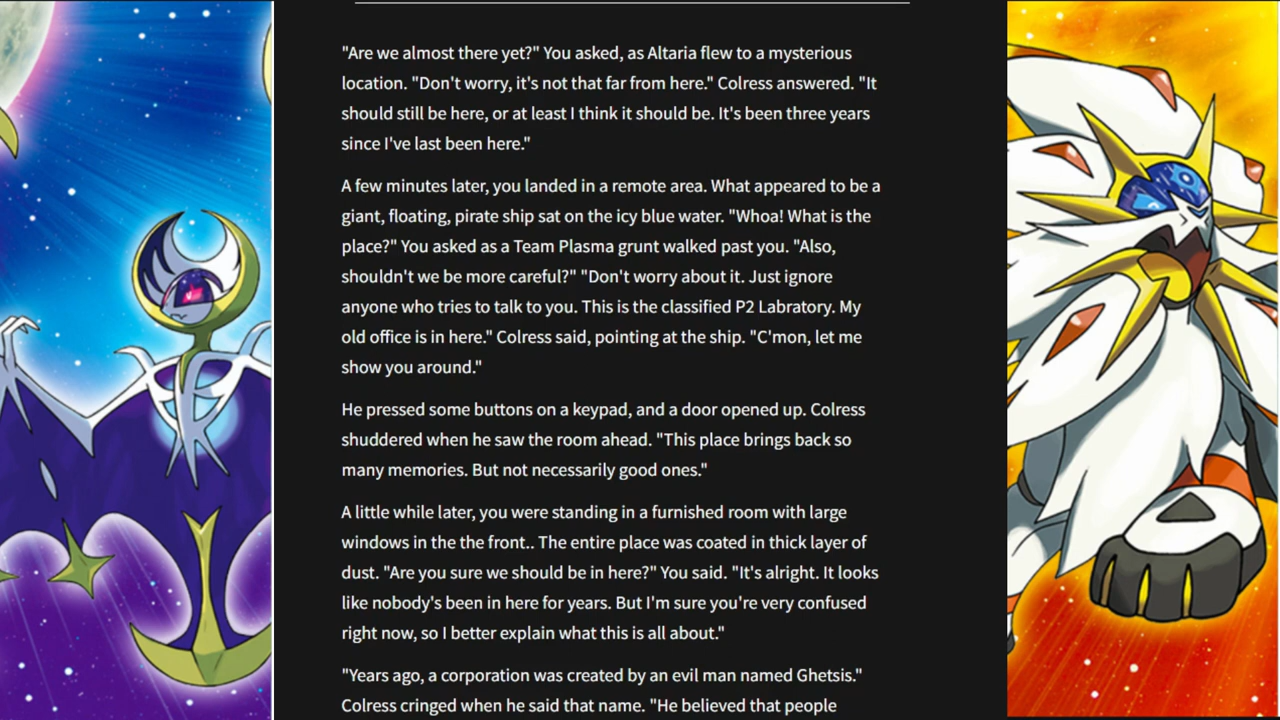 "Are we almost there yet?" You asked, as Altaria flew to a mysterious
location. "Don't worry, it's not that far from here." Colress answered. "It
should still be here, or at least I think it should be. It's been three years
since I've last been here."
A few minutes later, you landed in a remote area. What appeared to be a
giant, floating, pirate ship sat on the icy blue water. "Whoa! What is the
place?" You asked as a Team Plasma grunt walked past you. "Also,
shouldn't we be more careful?" "Don't worry about it. Just ignore
anyone who tries to talk to you. This is the classified P2 Labratory. My
old office is in here." Colress said, pointing at the ship. "C'mon, let me
show you around."
He pressed some buttons on a keypad, and a door opened up. Colress
shuddered when he saw the room ahead. "This place brings back so
many memories. But not necessarily good ones."
A little while later, you were standing in a furnished room with large
windows in the the front.. The entire place was coated in thick layer of
dust. "Are you sure we should be in here?" You said. "It's alright. It looks
like nobody's been in here for years. But I'm sure you're very confused
right now, so I better explain what this is all about."
"Years ago, a corporation was created by an evil man named Ghetsis."
Colress cringed when he said that name. "He believed that people